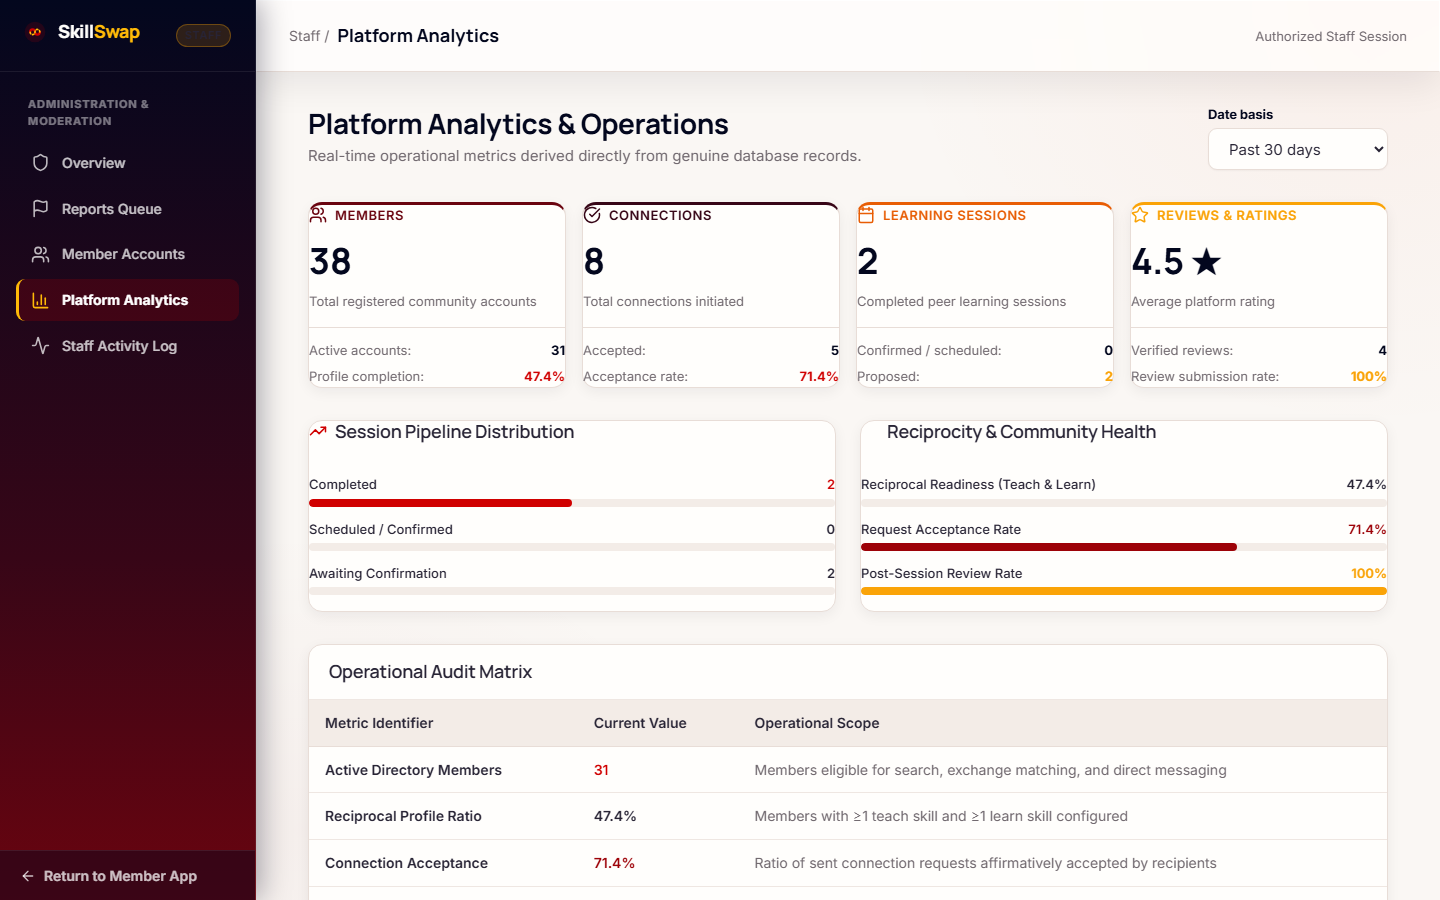 SkillSwap
ADMINISTRATION &
MODERATION
Overview
Reports Queue
Member Accounts
Platform Analytics
Staff Activity Log
Return to Member App
Staff / Platform Analytics
Authorized Staff Session
Platform Analytics & Operations
Real-time operational metrics derived directly from genuine database records.
Date basis
Past 30 days
MEMBERS
38
Total registered community accounts
Active accounts: 31
Profile completion: 47.4%
CONNECTIONS
8
Total connections initiated
Accepted: 5
Acceptance rate: 71.4%
LEARNING SESSIONS
2
Completed peer learning sessions
Confirmed / scheduled: 0
Proposed: 2
REVIEWS & RATINGS
4.5 ★
Average platform rating
Verified reviews: 4
Review submission rate: 100%
Session Pipeline Distribution
Completed 2
Scheduled / Confirmed 0
Awaiting Confirmation 2
Reciprocity & Community Health
Reciprocal Readiness (Teach & Learn) 47.4%
Request Acceptance Rate 71.4%
Post-Session Review Rate 100%
Operational Audit Matrix
Metric Identifier Current Value Operational Scope
Active Directory Members 31 Members eligible for search, exchange matching, and direct messaging
Reciprocal Profile Ratio 47.4% Members with ≥1 teach skill and ≥1 learn skill configured
Connection Acceptance 71.4% Ratio of sent connection requests affirmatively accepted by recipients